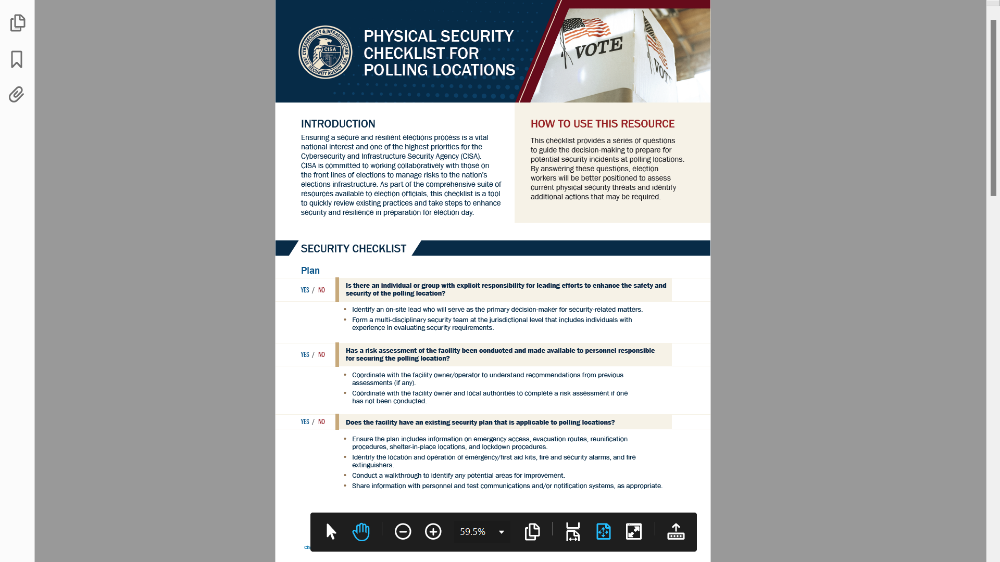 CYBERSECURITY & INFRASTRUCTURE
CISA
SECURITY AGENCY
PHYSICAL SECURITY
CHECKLIST FOR
POLLING LOCATIONS
VOTE
VOT
INTRODUCTION
Ensuring a secure and resilient elections process is a vital
national interest and one of the highest priorities for the
Cybersecurity and Infrastructure Security Agency (CISA).
CISA is committed to working collaboratively with those on
the front lines of elections to manage risks to the nation's
elections infrastructure. As part of the comprehensive suite of
resources available to election officials, this checklist is a tool
to quickly review existing practices and take steps to enhance
security and resilience in preparation for election day.
HOW TO USE THIS RESOURCE
This checklist provides a series of questions
to guide the decision-making to prepare for
potential security incidents at polling locations.
By answering these questions, election
workers will be better positioned to assess
current physical security threats and identify
additional actions that may be required.
SECURITY CHECKLIST
Plan
YES / NO
Is there an individual or group with explicit responsibility for leading efforts to enhance the safety and
security of the polling location?
• Identify an on-site lead who will serve as the primary decision-maker for security-related matters.
• Form a multi-disciplinary security team at the jurisdictional level that includes individuals with
experience in evaluating security requirements.
YES / NO
Has a risk assessment of the facility been conducted and made available to personnel responsible
for securing the polling location?
• Coordinate with the facility owner/operator to understand recommendations from previous
assessments (if any).
• Coordinate with the facility owner and local authorities to complete a risk assessment if one
has not been conducted.
YES / NO
Does the facility have an existing security plan that is applicable to polling locations?
• Ensure the plan includes information on emergency access, evacuation routes, reunification
procedures, shelter-in-place locations, and lockdown procedures.
• Identify the location and operation of emergency/first aid kits, fire and security alarms, and fire
extinguishers.
• Conduct a walkthrough to identify any potential areas for improvement.
• Share information with personnel and test communications and/or notification systems, as appropriate.
59.5%
cis